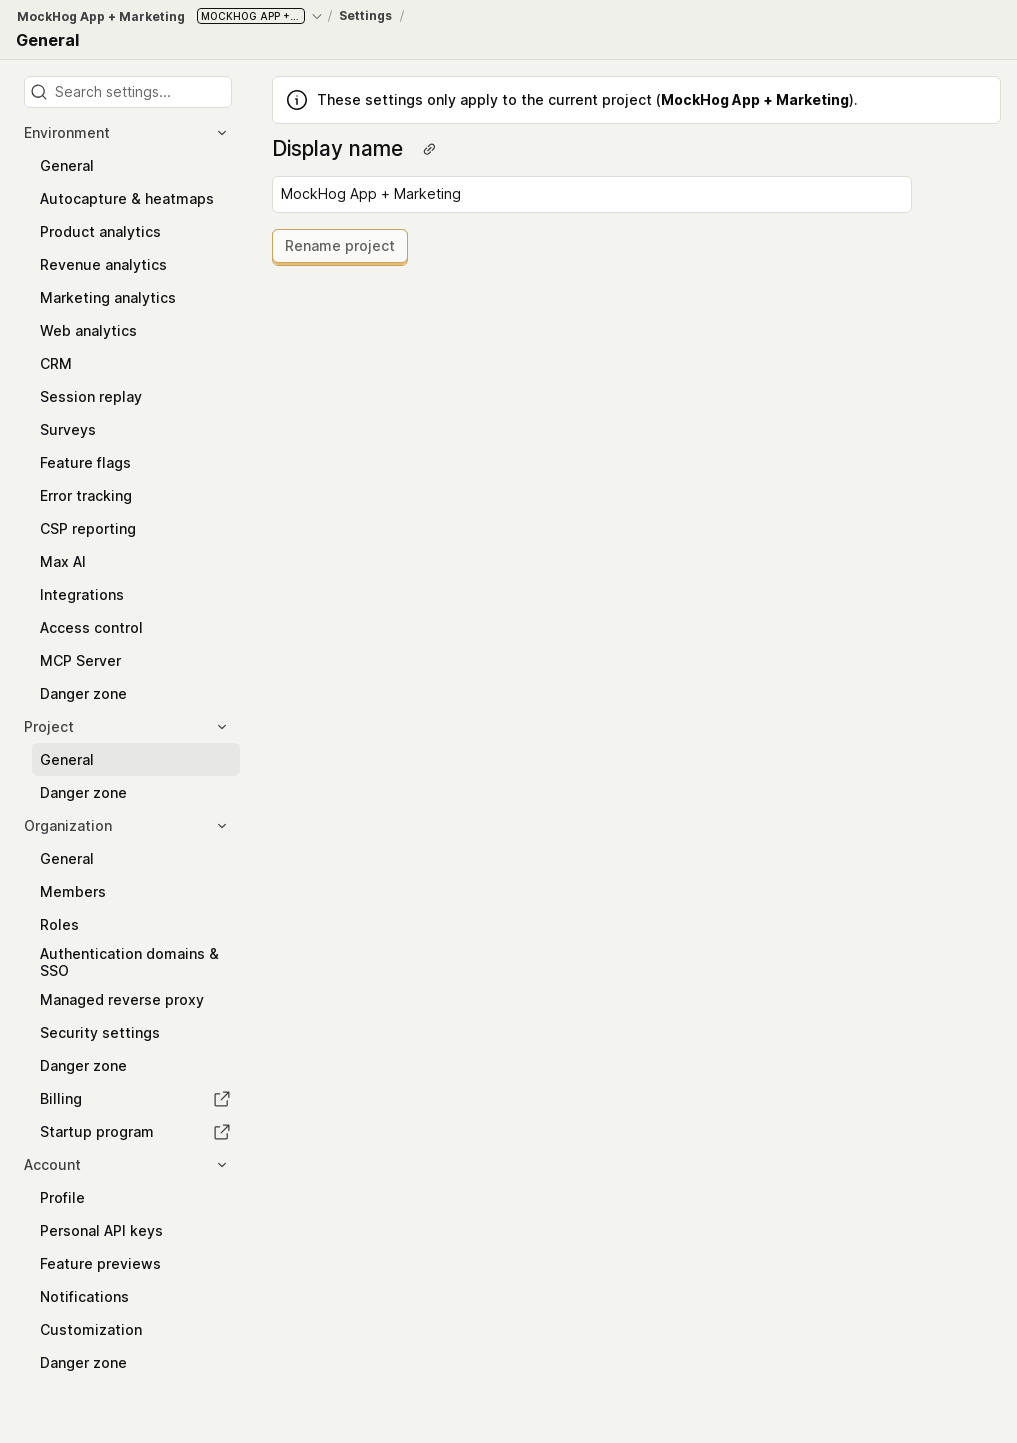 MockHog App + Marketing MOCKHOG APP +... / Settings /
General
Search settings...
Environment
General
Autocapture & heatmaps
Product analytics
Revenue analytics
Marketing analytics
Web analytics
CRM
Session replay
Surveys
Feature flags
Error tracking
CSP reporting
Max AI
Integrations
Access control
MCP Server
Danger zone
Project
General
Danger zone
Organization
General
Members
Roles
Authentication domains &
SSO
Managed reverse proxy
Security settings
Danger zone
Billing
Startup program
Account
Profile
Personal API keys
Feature previews
Notifications
Customization
Danger zone
These settings only apply to the current project (MockHog App + Marketing).
Display name
MockHog App + Marketing
Rename project